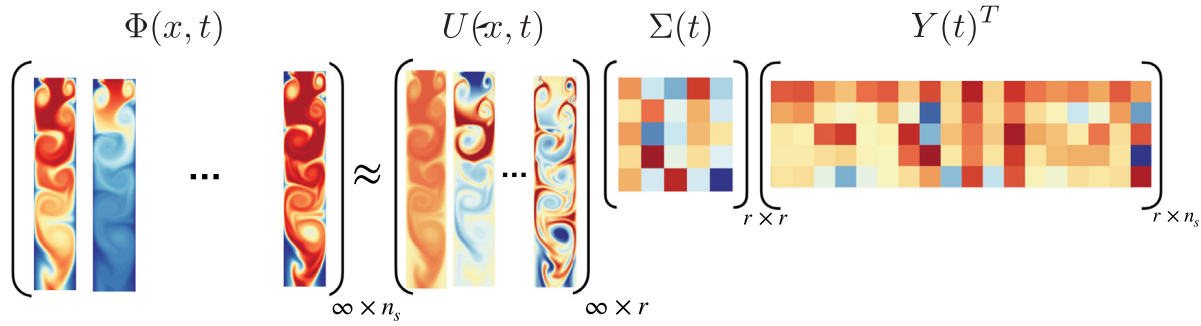 Φ(x, t) U(x, t) Σ(t) Y(t)^T
... ≈ ...
r × r r × n_s
∞ × n_s ∞ × r